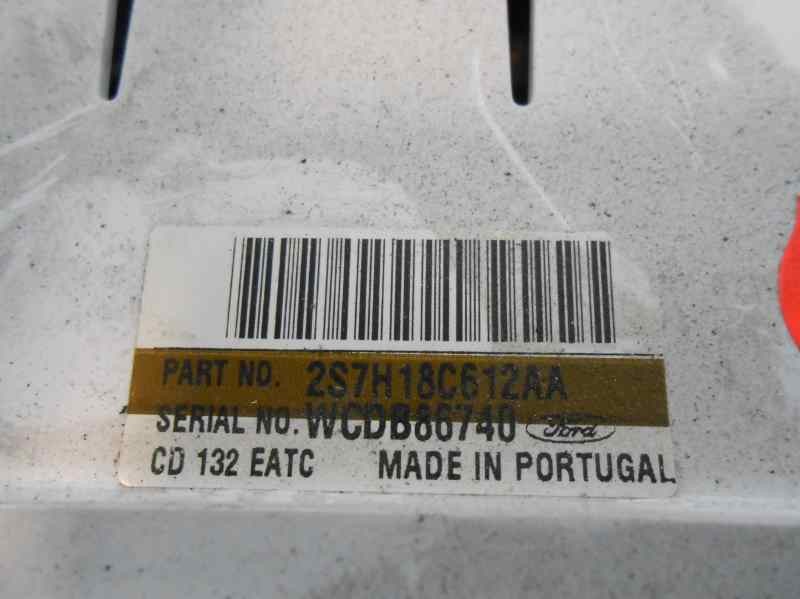 PART NO. 2S7H18C612AA
SERIAL NO. WCDB86740 Ford
CD 132 EATC MADE IN PORTUGAL